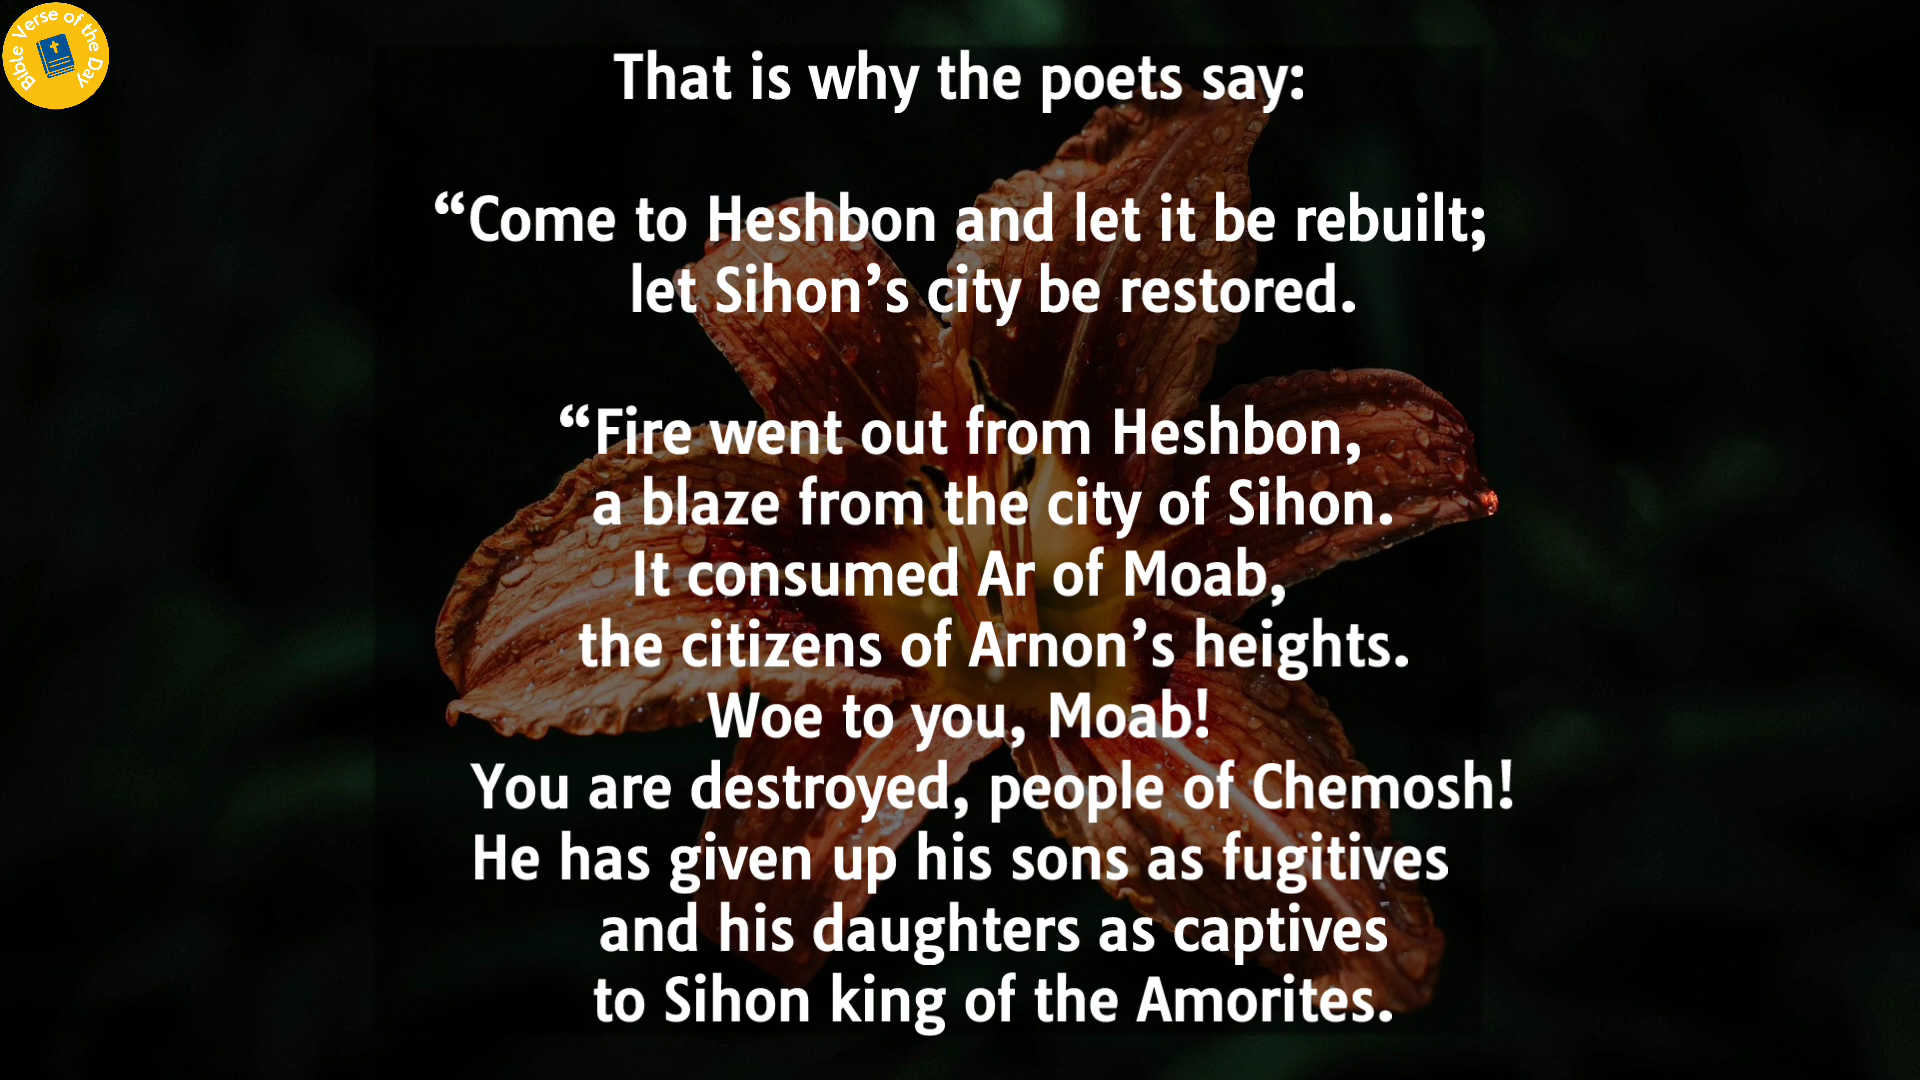 Bible Verse of the Day
That is why the poets say:
“Come to Heshbon and let it be rebuilt;
let Sihon’s city be restored.
“Fire went out from Heshbon,
a blaze from the city of Sihon.
It consumed Ar of Moab,
the citizens of Arnon’s heights.
Woe to you, Moab!
You are destroyed, people of Chemosh!
He has given up his sons as fugitives
and his daughters as captives
to Sihon king of the Amorites.